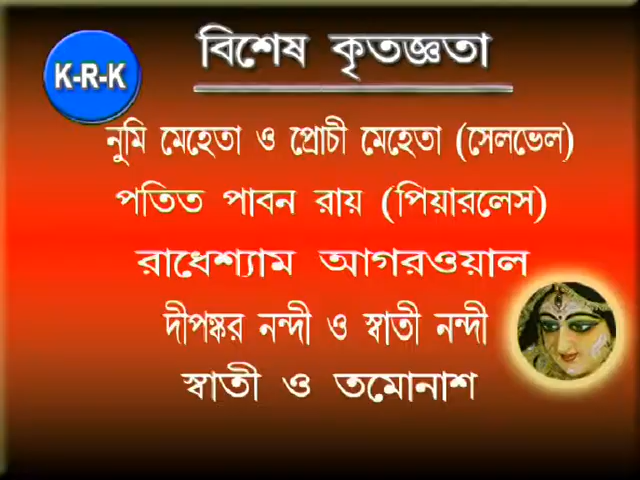 K-R-K
বিশেষ কৃতজ্ঞতা
নুমি মেহেতা ও প্রোচী মেহেতা (সেলভেল)
পতিত পাবন রায় (পিয়ারলেস)
রাধেশ্যাম আগরওয়াল
দীপঙ্কর নন্দী ও স্বাতী নন্দী
স্বাতী ও তমোনাশ